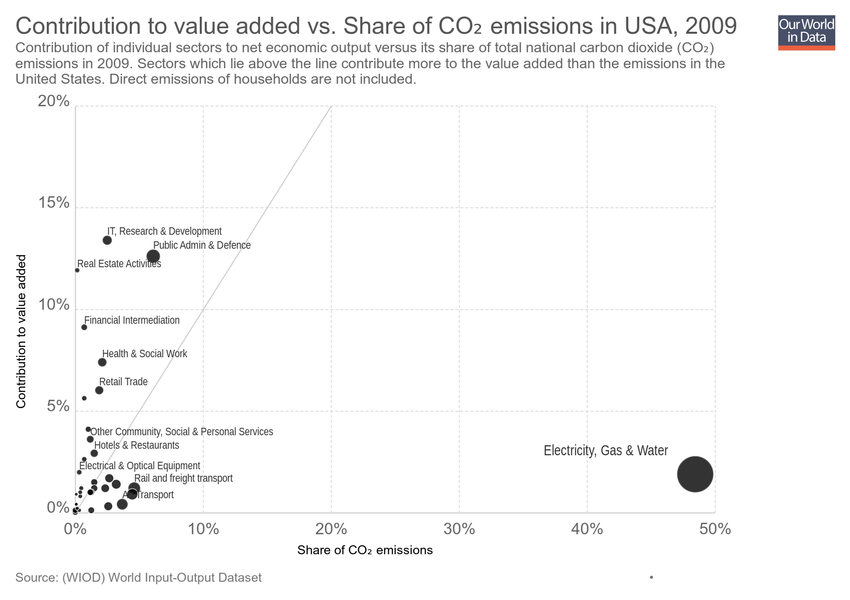 Contribution to value added vs. Share of CO₂ emissions in USA, 2009
Our World
in Data
Contribution of individual sectors to net economic output versus its share of total national carbon dioxide (CO₂)
emissions in 2009. Sectors which lie above the line contribute more to the value added than the emissions in the
United States. Direct emissions of households are not included.
20%
15%
IT, Research & Development
Public Admin & Defence
Real Estate Activities
10%
Financial Intermediation
Health & Social Work
Retail Trade
5%
Other Community, Social & Personal Services
Hotels & Restaurants
Electricity, Gas & Water
Electrical & Optical Equipment
Rail and freight transport
Transport
0%
Contribution to value added
0%
10%
20%
30%
40%
50%
Share of CO₂ emissions
Source: (WIOD) World Input-Output Dataset